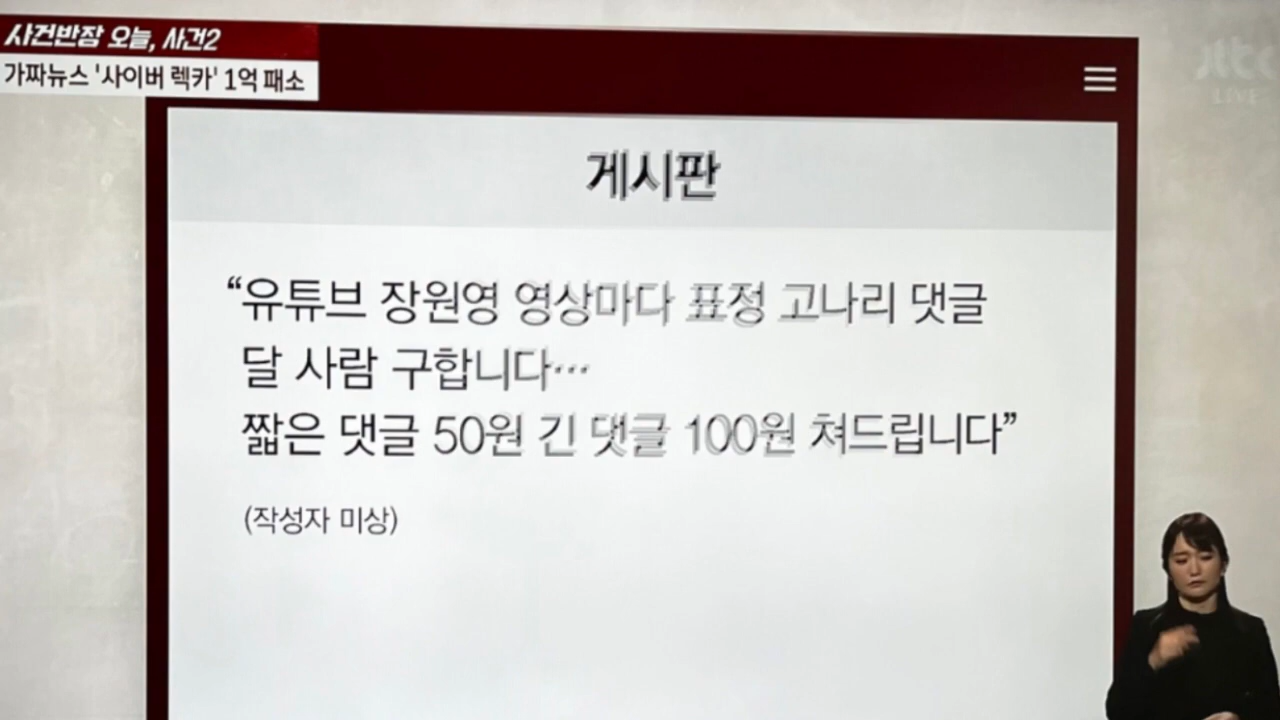 사건반장 오늘, 사건2
가짜뉴스 '사이버 렉카' 1억 패소
jtbc
LIVE
게시판
“유튜브 장원영 영상마다 표정 고나리 댓글
달 사람 구합니다…
짧은 댓글 50원 긴 댓글 100원 쳐드립니다”
(작성자 미상)